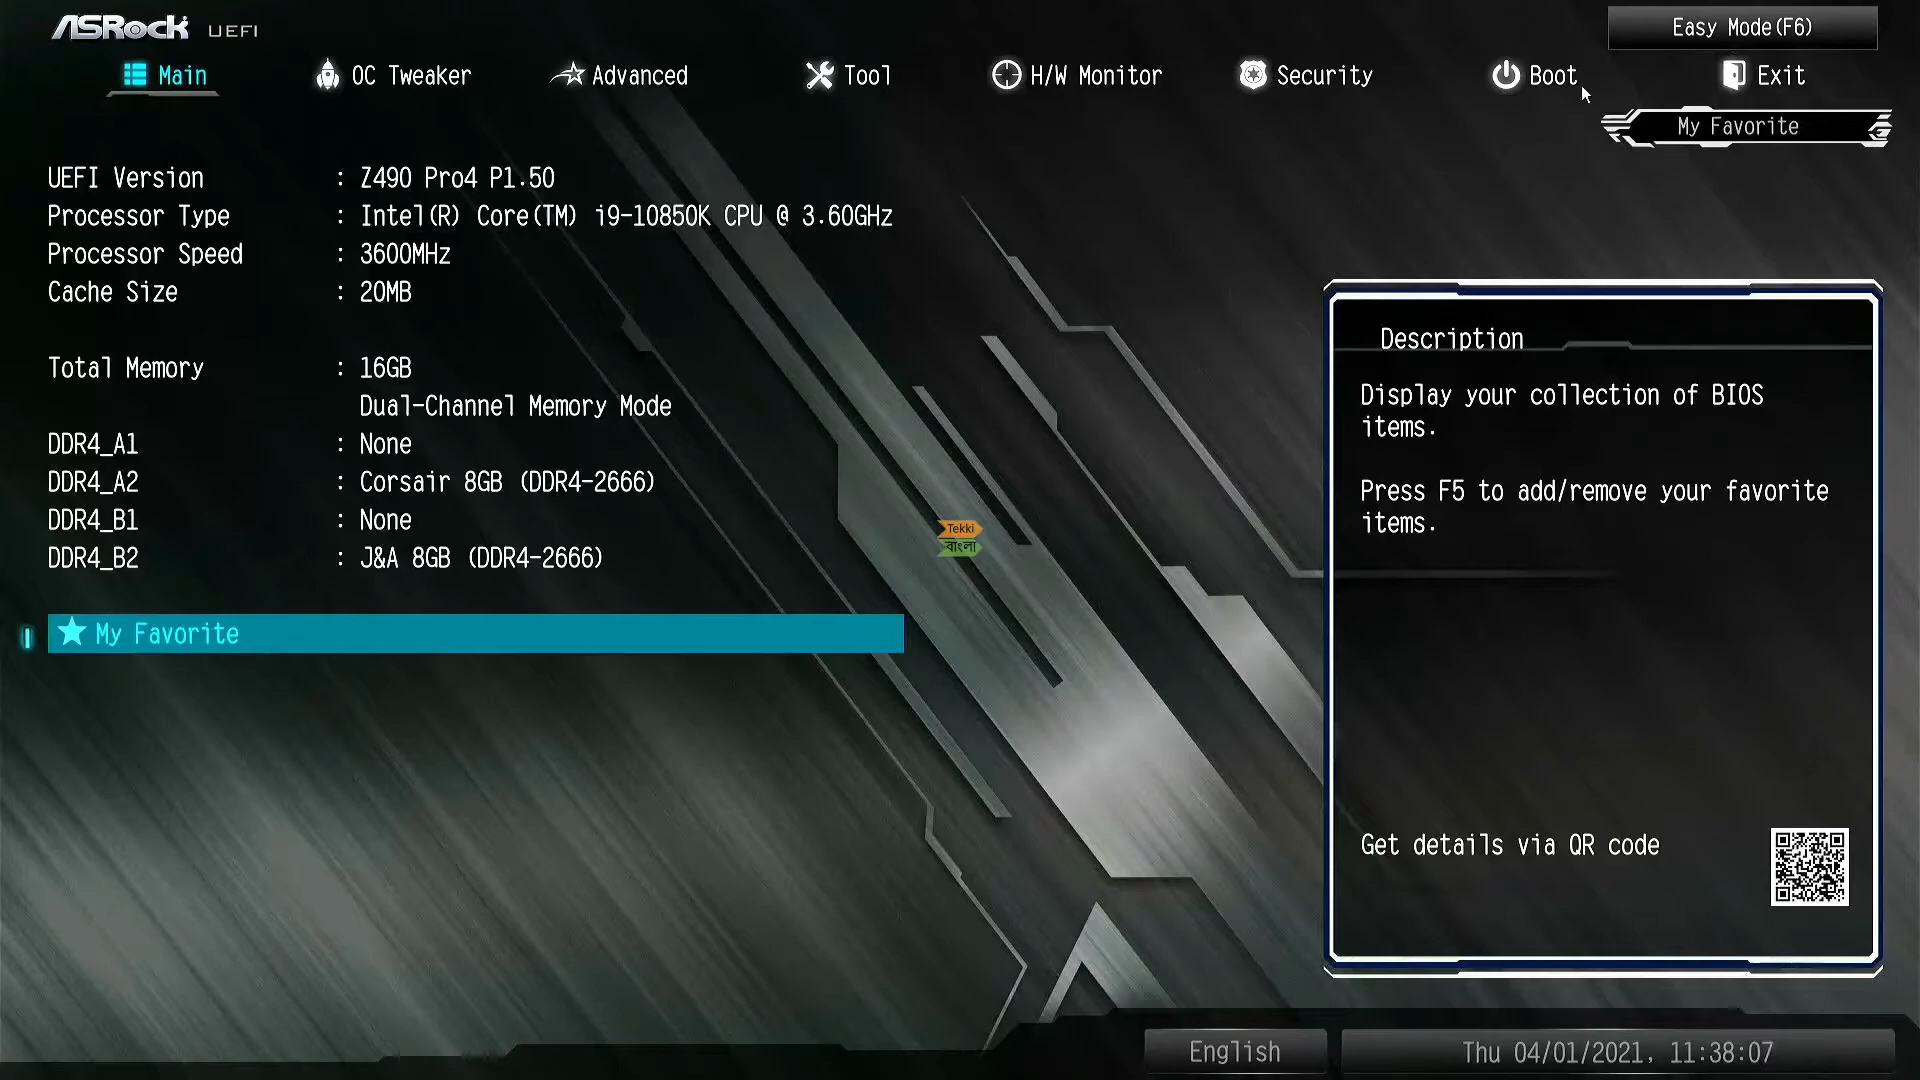 ASRock UEFI
Easy Mode(F6)
Main OC Tweaker Advanced Tool H/W Monitor Security Boot Exit
My Favorite
UEFI Version : Z490 Pro4 P1.50
Processor Type : Intel(R) Core(TM) i9-10850K CPU @ 3.60GHz
Processor Speed : 3600MHz
Cache Size : 20MB
Total Memory : 16GB
Dual-Channel Memory Mode
DDR4_A1 : None
DDR4_A2 : Corsair 8GB (DDR4-2666)
DDR4_B1 : None
DDR4_B2 : J&A 8GB (DDR4-2666)
My Favorite
Tekki
বাংলা
Description
Display your collection of BIOS
items.
Press F5 to add/remove your favorite
items.
Get details via QR code
English
Thu 04/01/2021, 11:38:07